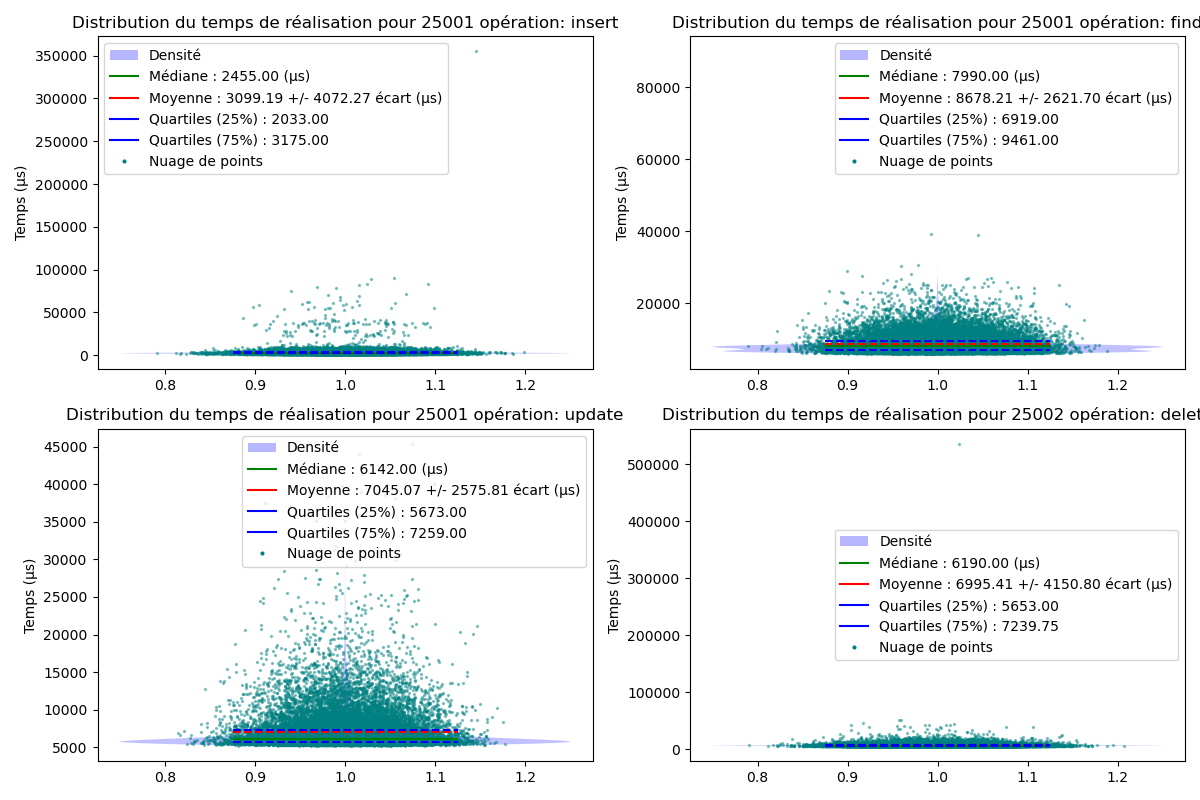 Distribution du temps de réalisation pour 25001 opération: insert
Temps (µs)
350000
300000
250000
200000
150000
100000
50000
0
Densité
Médiane : 2455.00 (µs)
Moyenne : 3099.19 +/- 4072.27 écart (µs)
Quartiles (25%) : 2033.00
Quartiles (75%) : 3175.00
Nuage de points
0.8 0.9 1.0 1.1 1.2
Distribution du temps de réalisation pour 25001 opération: find
Temps (µs)
80000
60000
40000
20000
Densité
Médiane : 7990.00 (µs)
Moyenne : 8678.21 +/- 2621.70 écart (µs)
Quartiles (25%) : 6919.00
Quartiles (75%) : 9461.00
Nuage de points
0.8 0.9 1.0 1.1 1.2
Distribution du temps de réalisation pour 25001 opération: update
Temps (µs)
45000
40000
35000
30000
25000
20000
15000
10000
5000
Densité
Médiane : 6142.00 (µs)
Moyenne : 7045.07 +/- 2575.81 écart (µs)
Quartiles (25%) : 5673.00
Quartiles (75%) : 7259.00
Nuage de points
0.8 0.9 1.0 1.1 1.2
Distribution du temps de réalisation pour 25002 opération: delet
Temps (µs)
500000
400000
300000
200000
100000
0
Densité
Médiane : 6190.00 (µs)
Moyenne : 6995.41 +/- 4150.80 écart (µs)
Quartiles (25%) : 5653.00
Quartiles (75%) : 7239.75
Nuage de points
0.8 0.9 1.0 1.1 1.2